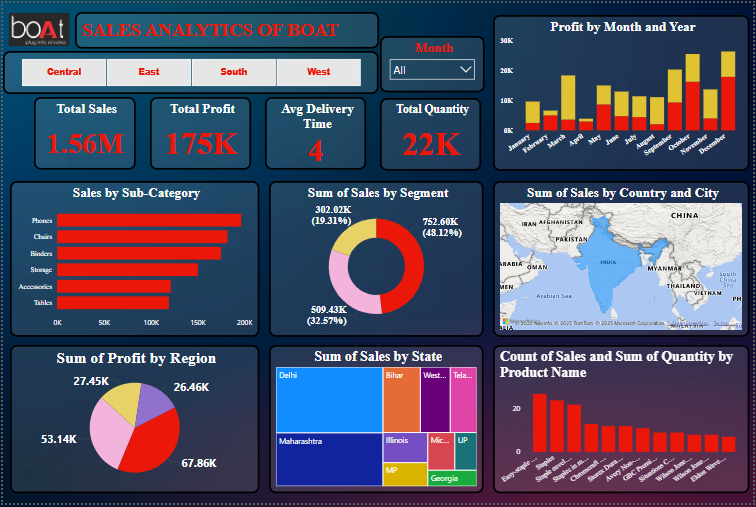 boAt
plug into nirvana
SALES ANALYTICS OF BOAT
Central
East
South
West
Month
All
Total Sales
1.56M
Total Profit
175K
Avg Delivery
Time
4
Total Quantity
22K
Profit by Month and Year
30K
20K
10K
0K
January
February
March
April
May
June
July
August
September
October
November
December
Sales by Sub-Category
Phones
Chairs
Binders
Storage
Accessories
Tables
0K
50K
100K
150K
200K
Sum of Sales by Segment
302.02K
(19.31%)
752.60K
(48.12%)
509.43K
(32.57%)
Sum of Sales by Country and City
CHINA
IRAN
AFGHANISTAN
PAKISTAN
INDIA
OMAN
MYANMAR
THAILAND
VIETNAM
Arabian Sea
South
China
Sea
MALAYSIA
© 2025 TomTom, © 2025 Microsoft Corporation
Sum of Profit by Region
27.45K
26.46K
53.14K
67.86K
Sum of Sales by State
Delhi
Bihar
West...
Tela...
Maharashtra
Illinois
Mic...
UP
MP
Georgia
Count of Sales and Sum of Quantity by
Product Name
20
0
Easy-staple ...
Staples
Staple envel...
Staples in m...
Chromcraft ...
Storex Dura...
Avery Non-...
GBC Premi...
Situations C...
Wilson Jone...
Wilson Jone...
Eldon Wave...